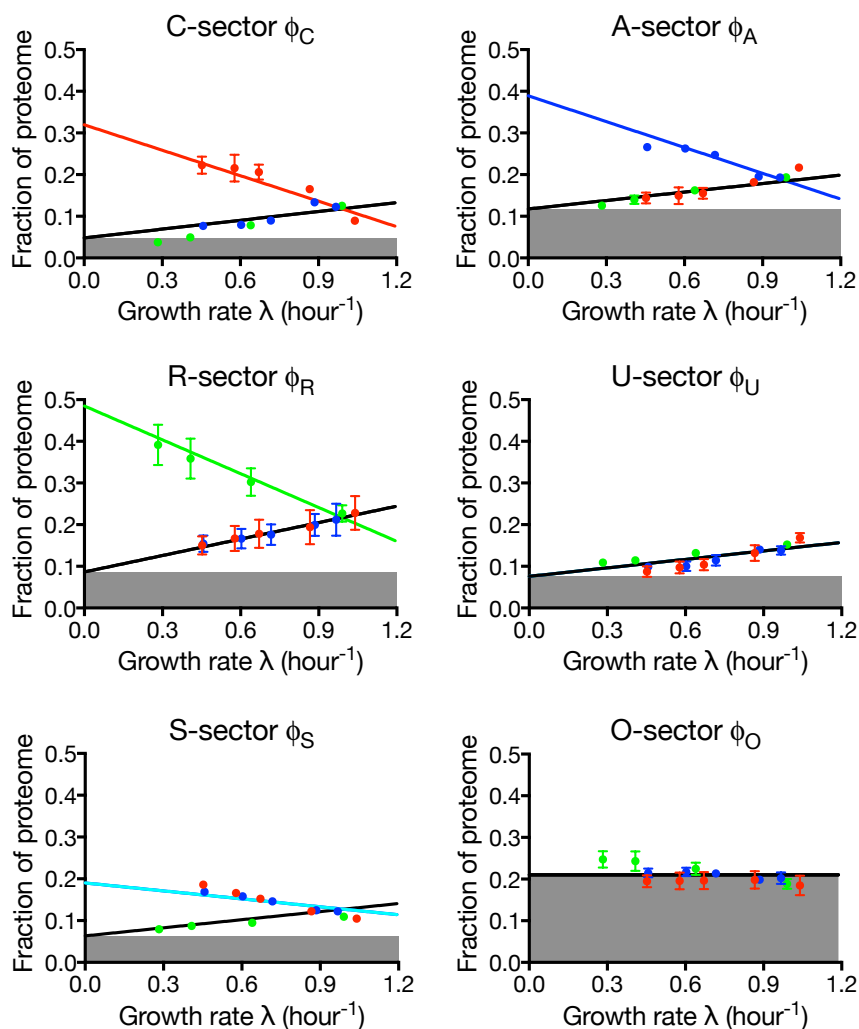 C-sector ϕC
Fraction of proteome
0.5
0.4
0.3
0.2
0.1
0.0
0.0 0.3 0.6 0.9 1.2
Growth rate λ (hour-1)
A-sector ϕA
Fraction of proteome
0.5
0.4
0.3
0.2
0.1
0.0
0.0 0.3 0.6 0.9 1.2
Growth rate λ (hour-1)
R-sector ϕR
Fraction of proteome
0.5
0.4
0.3
0.2
0.1
0.0
0.0 0.3 0.6 0.9 1.2
Growth rate λ (hour-1)
U-sector ϕU
Fraction of proteome
0.5
0.4
0.3
0.2
0.1
0.0
0.0 0.3 0.6 0.9 1.2
Growth rate λ (hour-1)
S-sector ϕS
Fraction of proteome
0.5
0.4
0.3
0.2
0.1
0.0
0.0 0.3 0.6 0.9 1.2
Growth rate λ (hour-1)
O-sector ϕO
Fraction of proteome
0.5
0.4
0.3
0.2
0.1
0.0
0.0 0.3 0.6 0.9 1.2
Growth rate λ (hour-1)